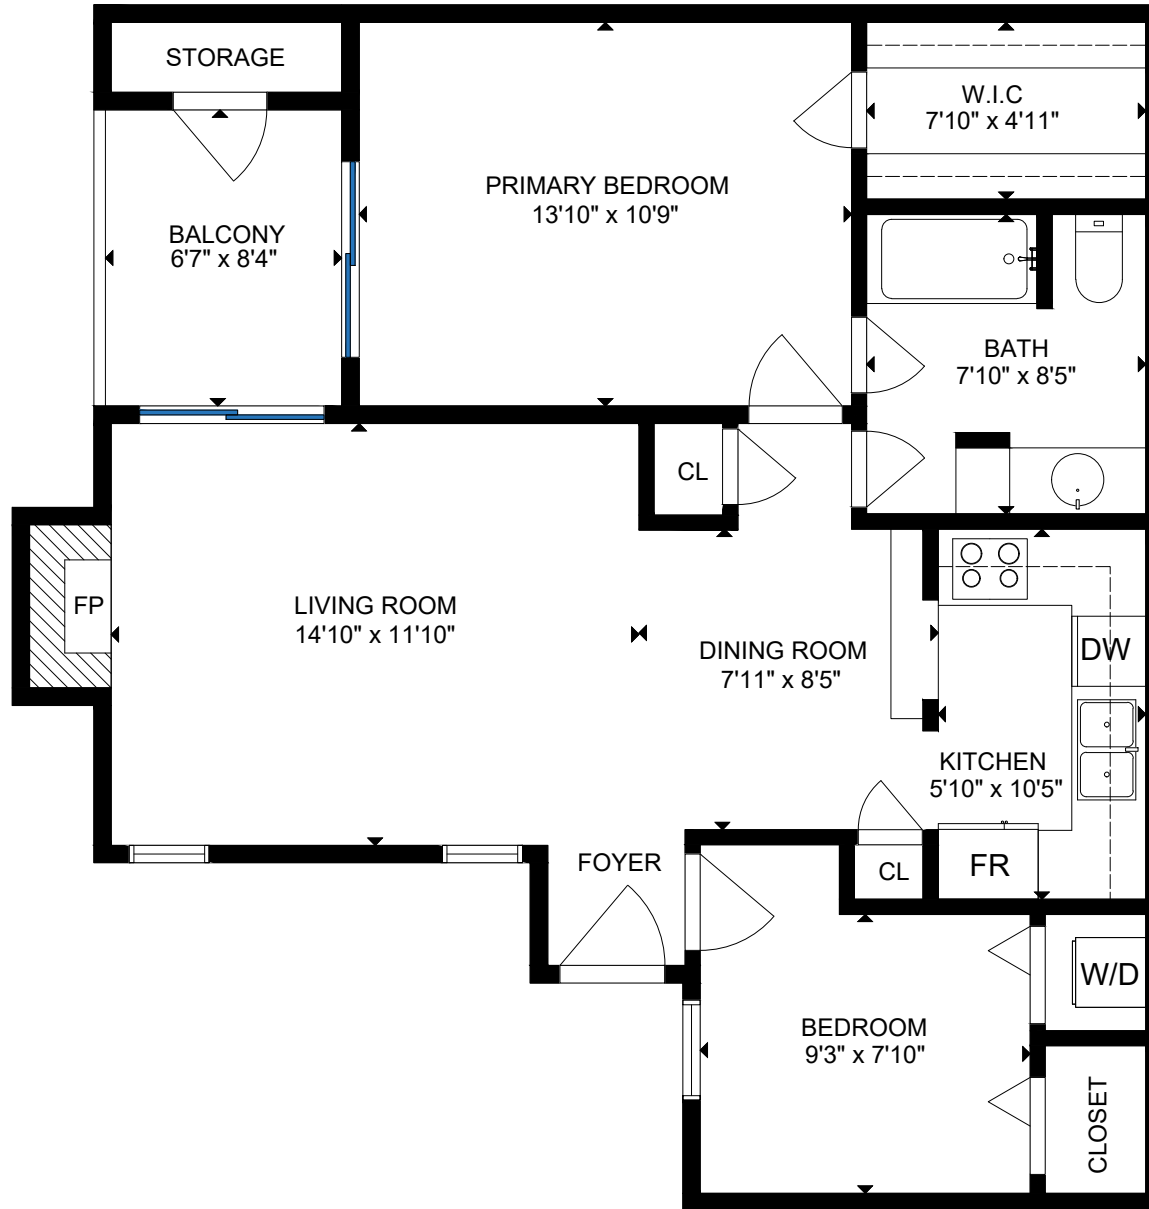 STORAGE
W.I.C
7'10" x 4'11"
PRIMARY BEDROOM
13'10" x 10'9"
BALCONY
6'7" x 8'4"
BATH
7'10" x 8'5"
CL
FP
LIVING ROOM
14'10" x 11'10"
DINING ROOM
7'11" x 8'5"
DW
KITCHEN
5'10" x 10'5"
FOYER
CL
FR
W/D
BEDROOM
9'3" x 7'10"
CLOSET